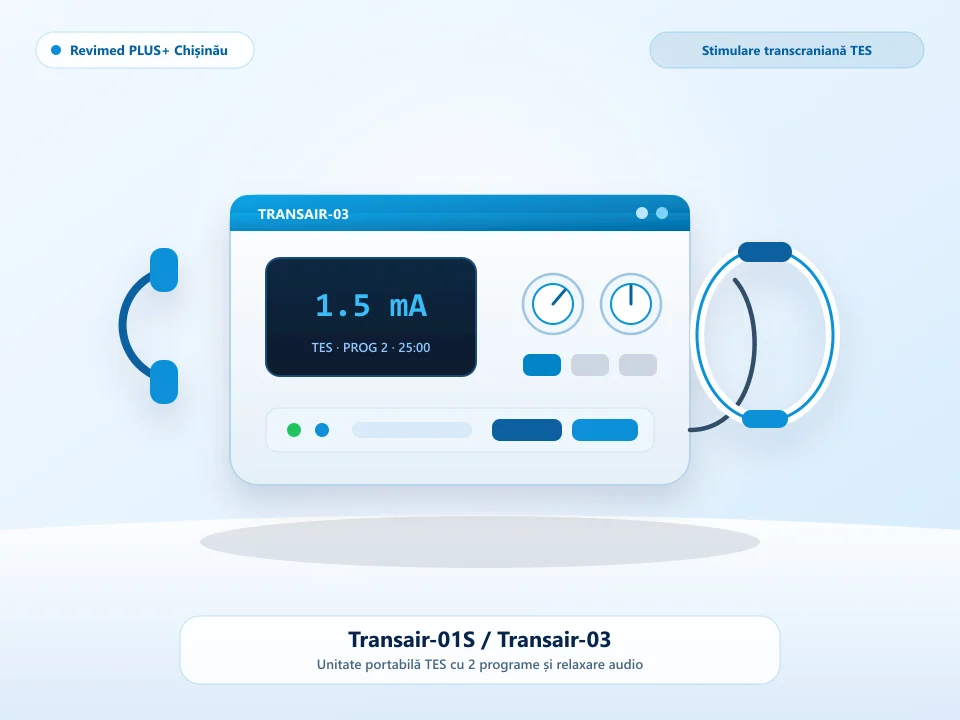 Revimed PLUS+ Chișinău
Stimulare transcraniană TES
TRANSAIR-03
1.5 mA
TES · PROG 2 · 25:00
Transair-01S / Transair-03
Unitate portabilă TES cu 2 programe și relaxare audio